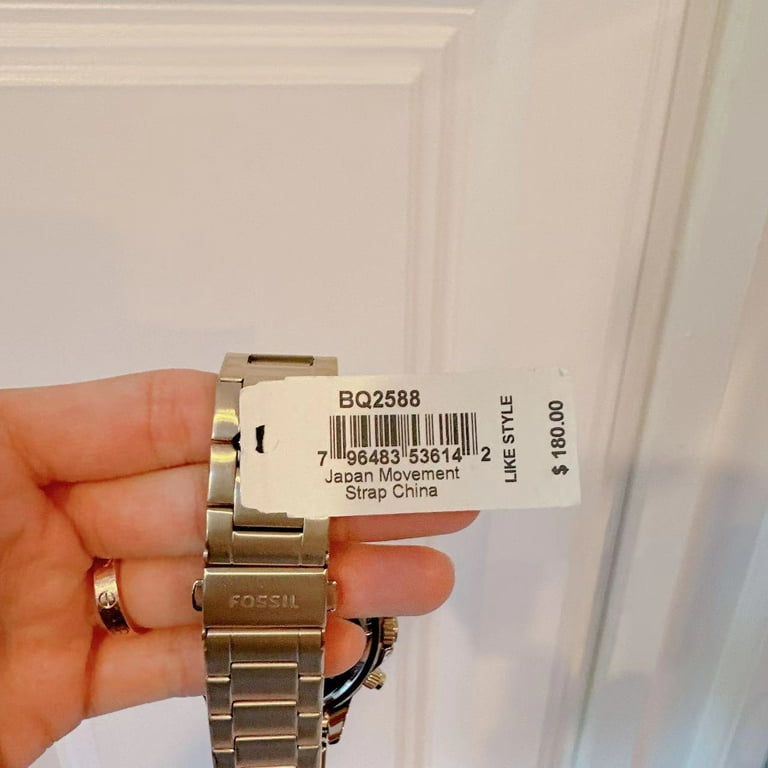 BQ2588
7 96483 53614 2
Japan Movement
Strap China
LIKE STYLE
$ 180.00
FOSSIL